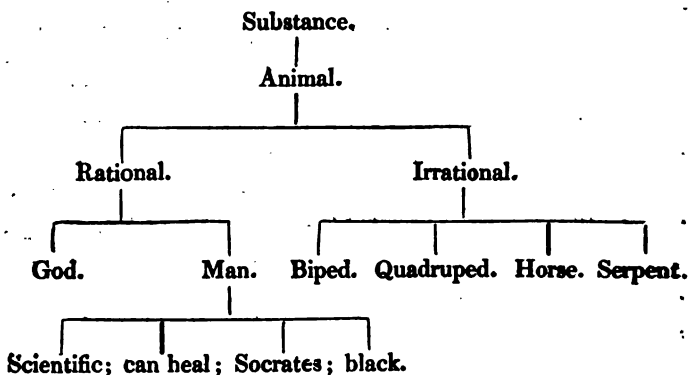 Substance.
Animal.
Rational. Irrational.
God. Man. Biped. Quadruped. Horse. Serpent.
Scientific; can heal; Socrates; black.